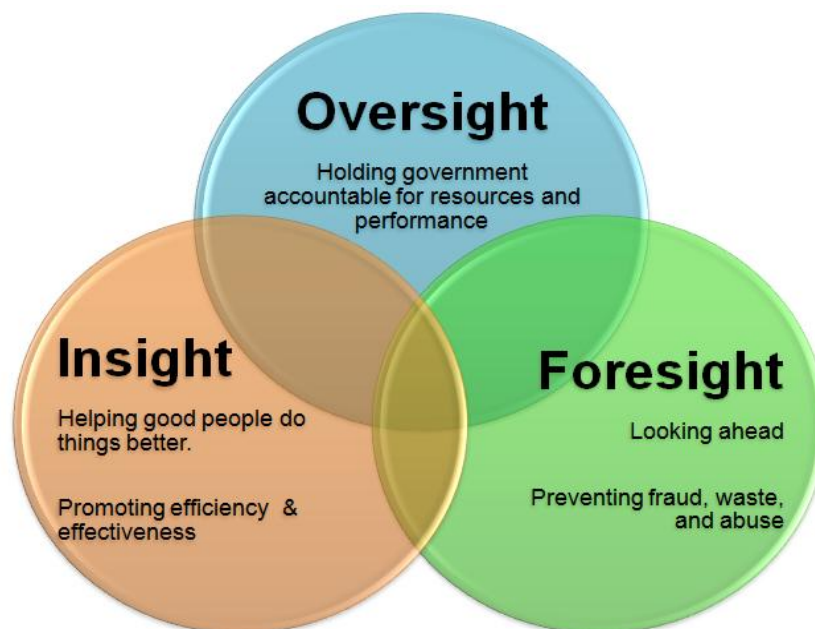 Oversight
Holding government
accountable for resources and
performance
Insight
Helping good people do
things better.
Promoting efficiency & 
effectiveness
Foresight
Looking ahead
Preventing fraud, waste,
and abuse